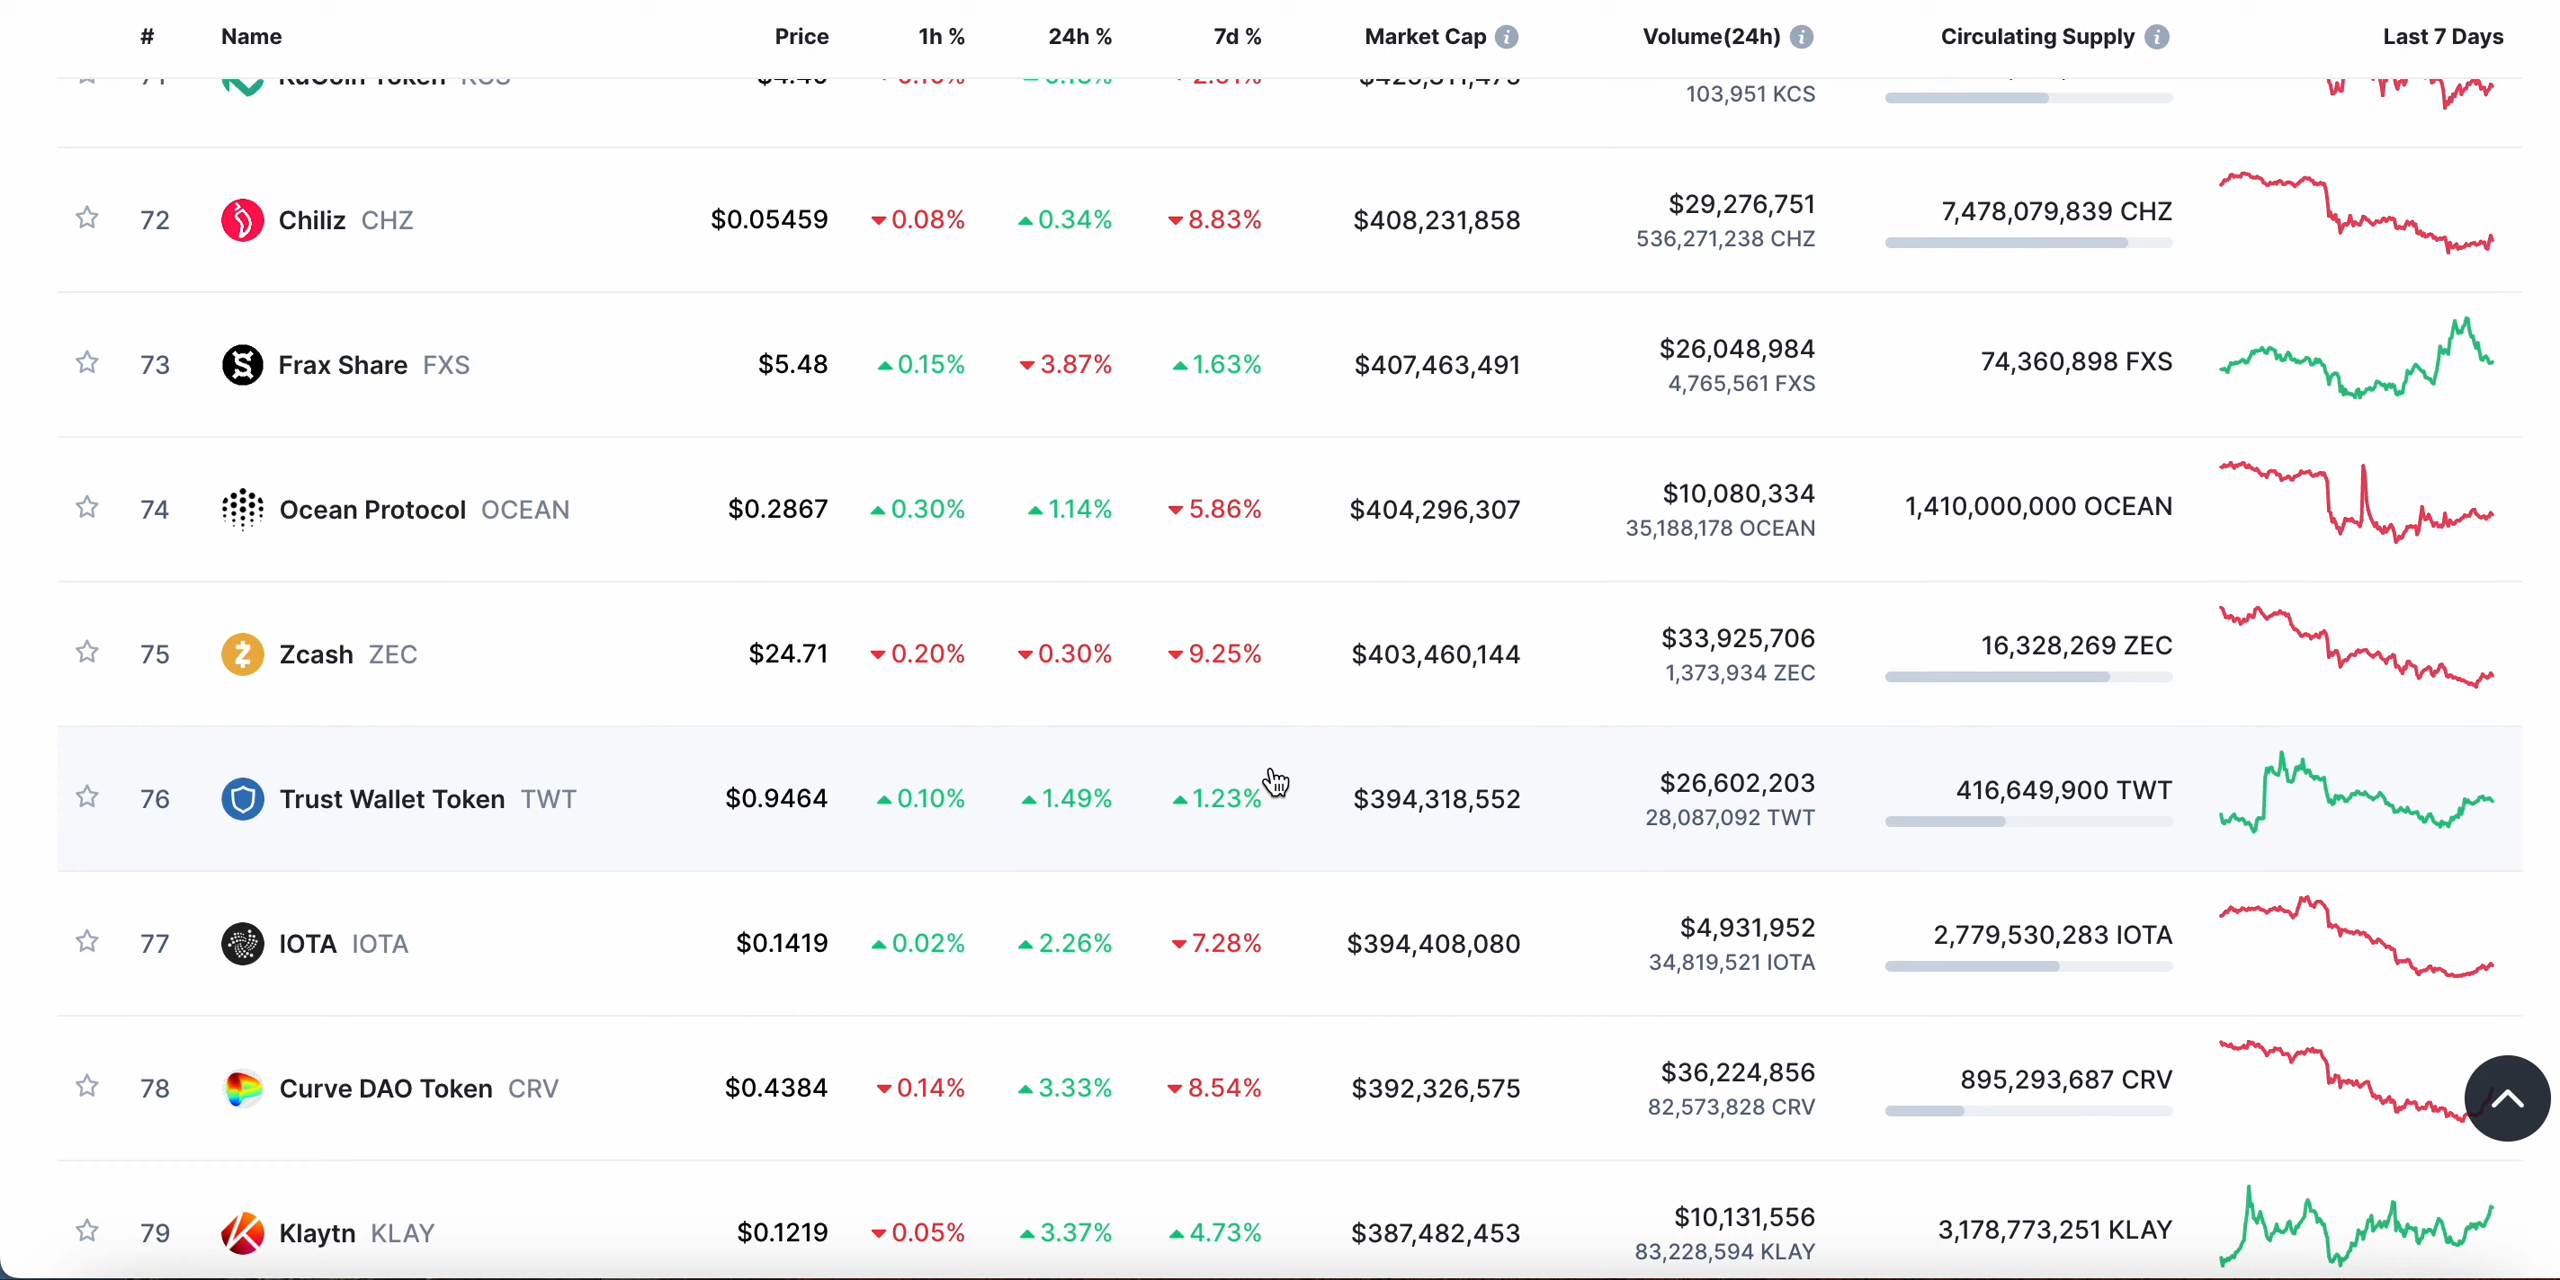 # Name Price 1h % 24h % 7d % Market Cap Volume(24h) Circulating Supply Last 7 Days
71 KuCoin Token KCS
103,951 KCS
72 Chiliz CHZ $0.05459 0.08% 0.34% 8.83% $408,231,858 $29,276,751 7,478,079,839 CHZ
536,271,238 CHZ
73 Frax Share FXS $5.48 0.15% 3.87% 1.63% $407,463,491 $26,048,984 74,360,898 FXS
4,765,561 FXS
74 Ocean Protocol OCEAN $0.2867 0.30% 1.14% 5.86% $404,296,307 $10,080,334 1,410,000,000 OCEAN
35,188,178 OCEAN
75 Zcash ZEC $24.71 0.20% 0.30% 9.25% $403,460,144 $33,925,706 16,328,269 ZEC
1,373,934 ZEC
76 Trust Wallet Token TWT $0.9464 0.10% 1.49% 1.23% $394,318,552 $26,602,203 416,649,900 TWT
28,087,092 TWT
77 IOTA IOTA $0.1419 0.02% 2.26% 7.28% $394,408,080 $4,931,952 2,779,530,283 IOTA
34,819,521 IOTA
78 Curve DAO Token CRV $0.4384 0.14% 3.33% 8.54% $392,326,575 $36,224,856 895,293,687 CRV
82,573,828 CRV
79 Klaytn KLAY $0.1219 0.05% 3.37% 4.73% $387,482,453 $10,131,556 3,178,773,251 KLAY
83,228,594 KLAY